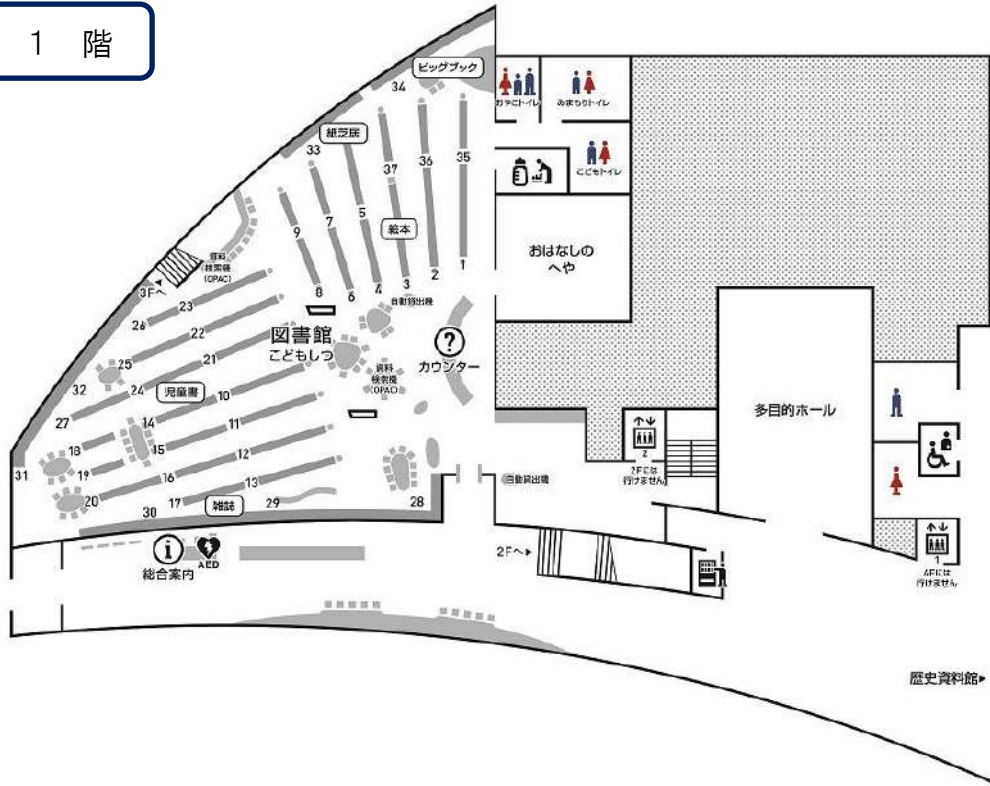 1 階
ビッグブック
34
おやこトイレ
みまもりトイレ
紙芝居
33
37
36
35
こどもトイレ
9
7
5
絵本
おはなしの
へや
資料
検索機
(OPAC)
3Fへ
8
6
4
3
2
1
自動貸出機
26
23
22
図書館
こどもしつ
?
カウンター
25
21
資料
検索機
(OPAC)
32
24
児童書
10
多目的ホール
27
14
11
18
15
12
2
2Fには
行けません
31
19
16
13
自動貸出機
20
17
雑誌
29
28
30
i
総合案内
AED
2Fへ
1
4Fには
行けません
歴史資料館